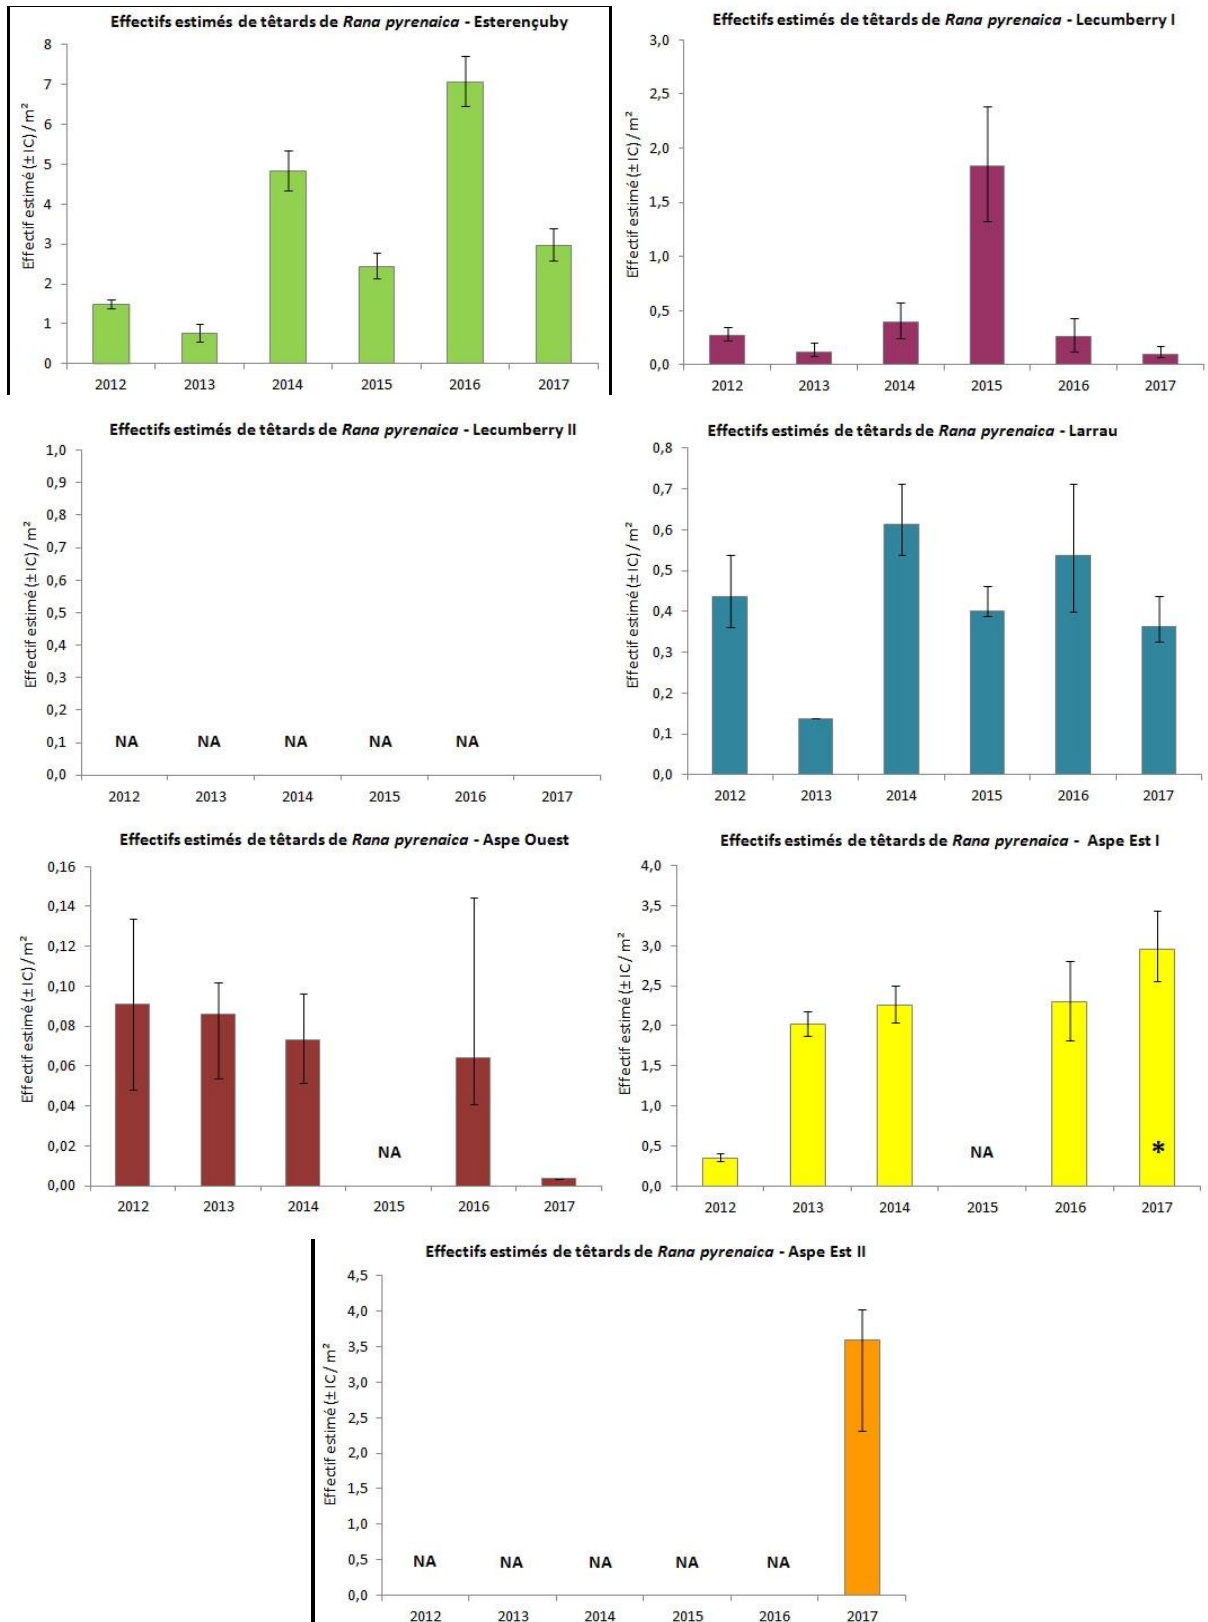 Effectifs estimés de têtards de Rana pyrenaica - Esterençuby
Effectif estimé (± IC) / m²
8
7
6
5
4
3
2
1
0
2012 2013 2014 2015 2016 2017
Effectifs estimés de têtards de Rana pyrenaica - Lecumberry I
Effectif estimé (± IC) / m²
3,0
2,5
2,0
1,5
1,0
0,5
0,0
2012 2013 2014 2015 2016 2017
Effectifs estimés de têtards de Rana pyrenaica - Lecumberry II
Effectif estimé (± IC) / m²
1,0
0,9
0,8
0,7
0,6
0,5
0,4
0,3
0,2
0,1
0,0
NA NA NA NA NA
2012 2013 2014 2015 2016 2017
Effectifs estimés de têtards de Rana pyrenaica - Larrau
Effectif estimé (± IC) / m²
0,8
0,7
0,6
0,5
0,4
0,3
0,2
0,1
0,0
2012 2013 2014 2015 2016 2017
Effectifs estimés de têtards de Rana pyrenaica - Aspe Ouest
Effectif estimé (± IC) / m²
0,16
0,14
0,12
0,10
0,08
0,06
0,04
0,02
0,00
NA
2012 2013 2014 2015 2016 2017
Effectifs estimés de têtards de Rana pyrenaica - Aspe Est I
Effectif estimé (± IC / m²
4,0
3,5
3,0
2,5
2,0
1,5
1,0
0,5
0,0
NA *
2012 2013 2014 2015 2016 2017
Effectifs estimés de têtards de Rana pyrenaica - Aspe Est II
Effectif estimé (± IC / m²
4,5
4,0
3,5
3,0
2,5
2,0
1,5
1,0
0,5
0,0
NA NA NA NA NA
2012 2013 2014 2015 2016 2017